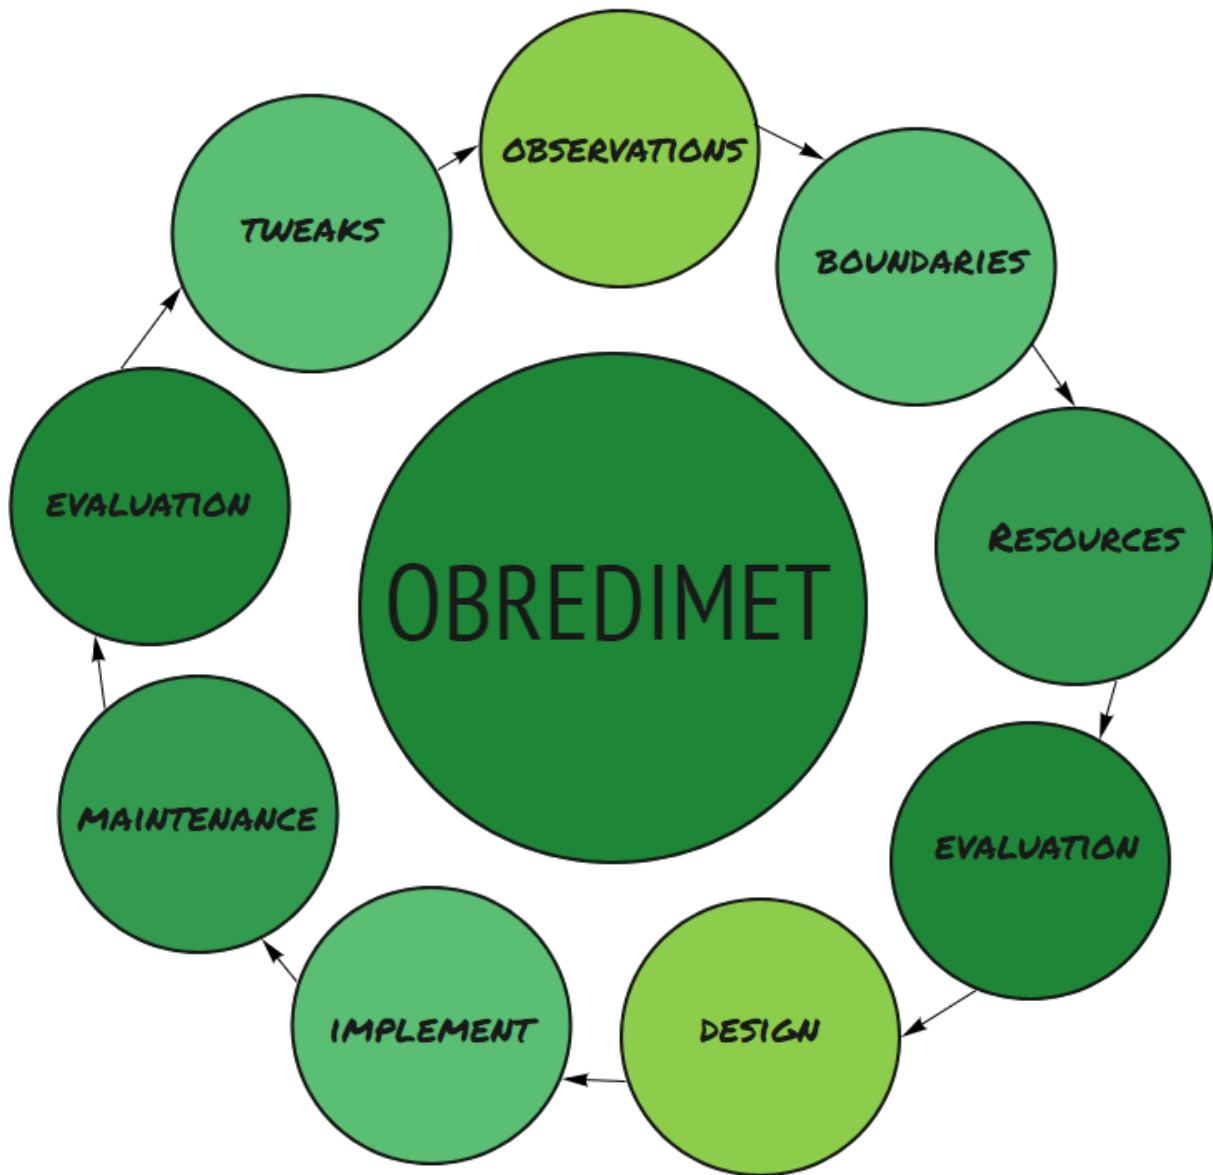 OBSERVATIONS
BOUNDARIES
RESOURCES
EVALUATION
DESIGN
IMPLEMENT
MAINTENANCE
EVALUATION
TWEAKS
OBREDIMET